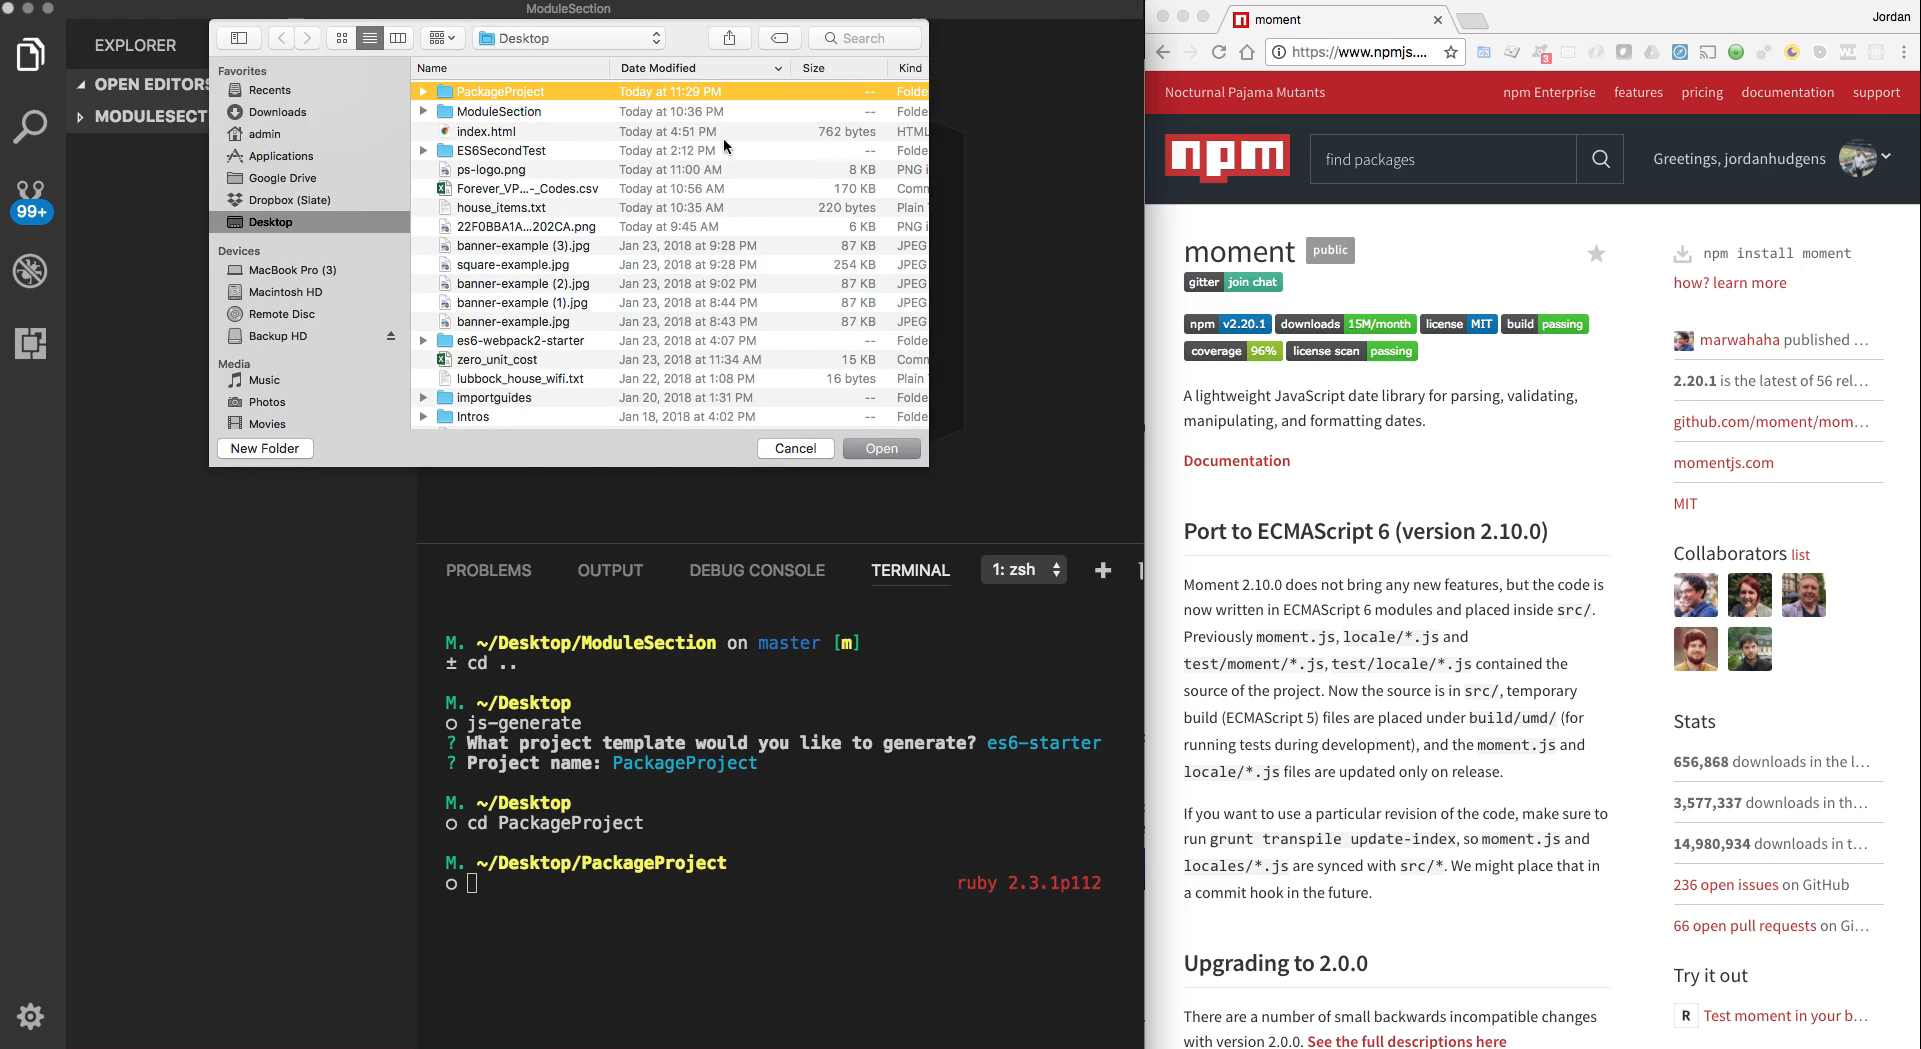 ModuleSection
EXPLORER
OPEN EDITORS
MODULESECT
99+
Desktop
Search
Favorites
Recents
Downloads
admin
Applications
Google Drive
Dropbox (Slate)
Desktop
Devices
MacBook Pro (3)
Macintosh HD
Remote Disc
Backup HD
Media
Music
Photos
Movies
Name Date Modified Size Kind
PackageProject Today at 11:29 PM -- Folde
ModuleSection Today at 10:36 PM -- Folde
index.html Today at 4:51 PM 762 bytes HTML
ES6SecondTest Today at 2:12 PM -- Folde
ps-logo.png Today at 11:00 AM 8 KB PNG i
Forever_VP...-_Codes.csv Today at 10:56 AM 170 KB Comn
house_items.txt Today at 10:35 AM 220 bytes Plain
22F0BBA1A...202CA.png Today at 9:45 AM 6 KB PNG i
banner-example (3).jpg Jan 23, 2018 at 9:28 PM 87 KB JPEG
square-example.jpg Jan 23, 2018 at 9:28 PM 254 KB JPEG
banner-example (2).jpg Jan 23, 2018 at 9:02 PM 87 KB JPEG
banner-example (1).jpg Jan 23, 2018 at 8:44 PM 87 KB JPEG
banner-example.jpg Jan 23, 2018 at 8:43 PM 87 KB JPEG
es6-webpack2-starter Jan 23, 2018 at 4:07 PM -- Folde
zero_unit_cost Jan 23, 2018 at 11:34 AM 15 KB Comn
lubbock_house_wifi.txt Jan 22, 2018 at 1:08 PM 16 bytes Plain
importguides Jan 20, 2018 at 1:31 PM -- Folde
Intros Jan 18, 2018 at 4:02 PM -- Folde
New Folder Cancel Open
PROBLEMS OUTPUT DEBUG CONSOLE TERMINAL 1: zsh
M. ~/Desktop/ModuleSection on master [m]
± cd ..
M. ~/Desktop
○ js-generate
? What project template would you like to generate? es6-starter
? Project name: PackageProject
M. ~/Desktop
○ cd PackageProject
M. ~/Desktop/PackageProject
○ ruby 2.3.1p112
moment
Jordan
https://www.npmjs....
3
Nocturnal Pajama Mutants npm Enterprise features pricing documentation support
npm find packages Greetings, jordanhudgens
moment public
gitter join chat
npm v2.20.1 downloads 15M/month license MIT build passing
coverage 96% license scan passing
A lightweight JavaScript date library for parsing, validating,
manipulating, and formatting dates.
Documentation
Port to ECMAScript 6 (version 2.10.0)
Moment 2.10.0 does not bring any new features, but the code is
now written in ECMAScript 6 modules and placed inside src/.
Previously moment.js, locale/*.js and
test/moment/*.js, test/locale/*.js contained the
source of the project. Now the source is in src/, temporary
build (ECMAScript 5) files are placed under build/umd/ (for
running tests during development), and the moment.js and
locale/*.js files are updated only on release.
If you want to use a particular revision of the code, make sure to
run grunt transpile update-index, so moment.js and
locales/*.js are synced with src/*. We might place that in
a commit hook in the future.
Upgrading to 2.0.0
There are a number of small backwards incompatible changes
with version 2.0.0. See the full descriptions here
npm install moment
how? learn more
marwahaha published ...
2.20.1 is the latest of 56 rel...
github.com/moment/mom...
momentjs.com
MIT
Collaborators list
Stats
656,868 downloads in the l...
3,577,337 downloads in th...
14,980,934 downloads in t...
236 open issues on GitHub
66 open pull requests on Gi...
Try it out
R Test moment in your b...